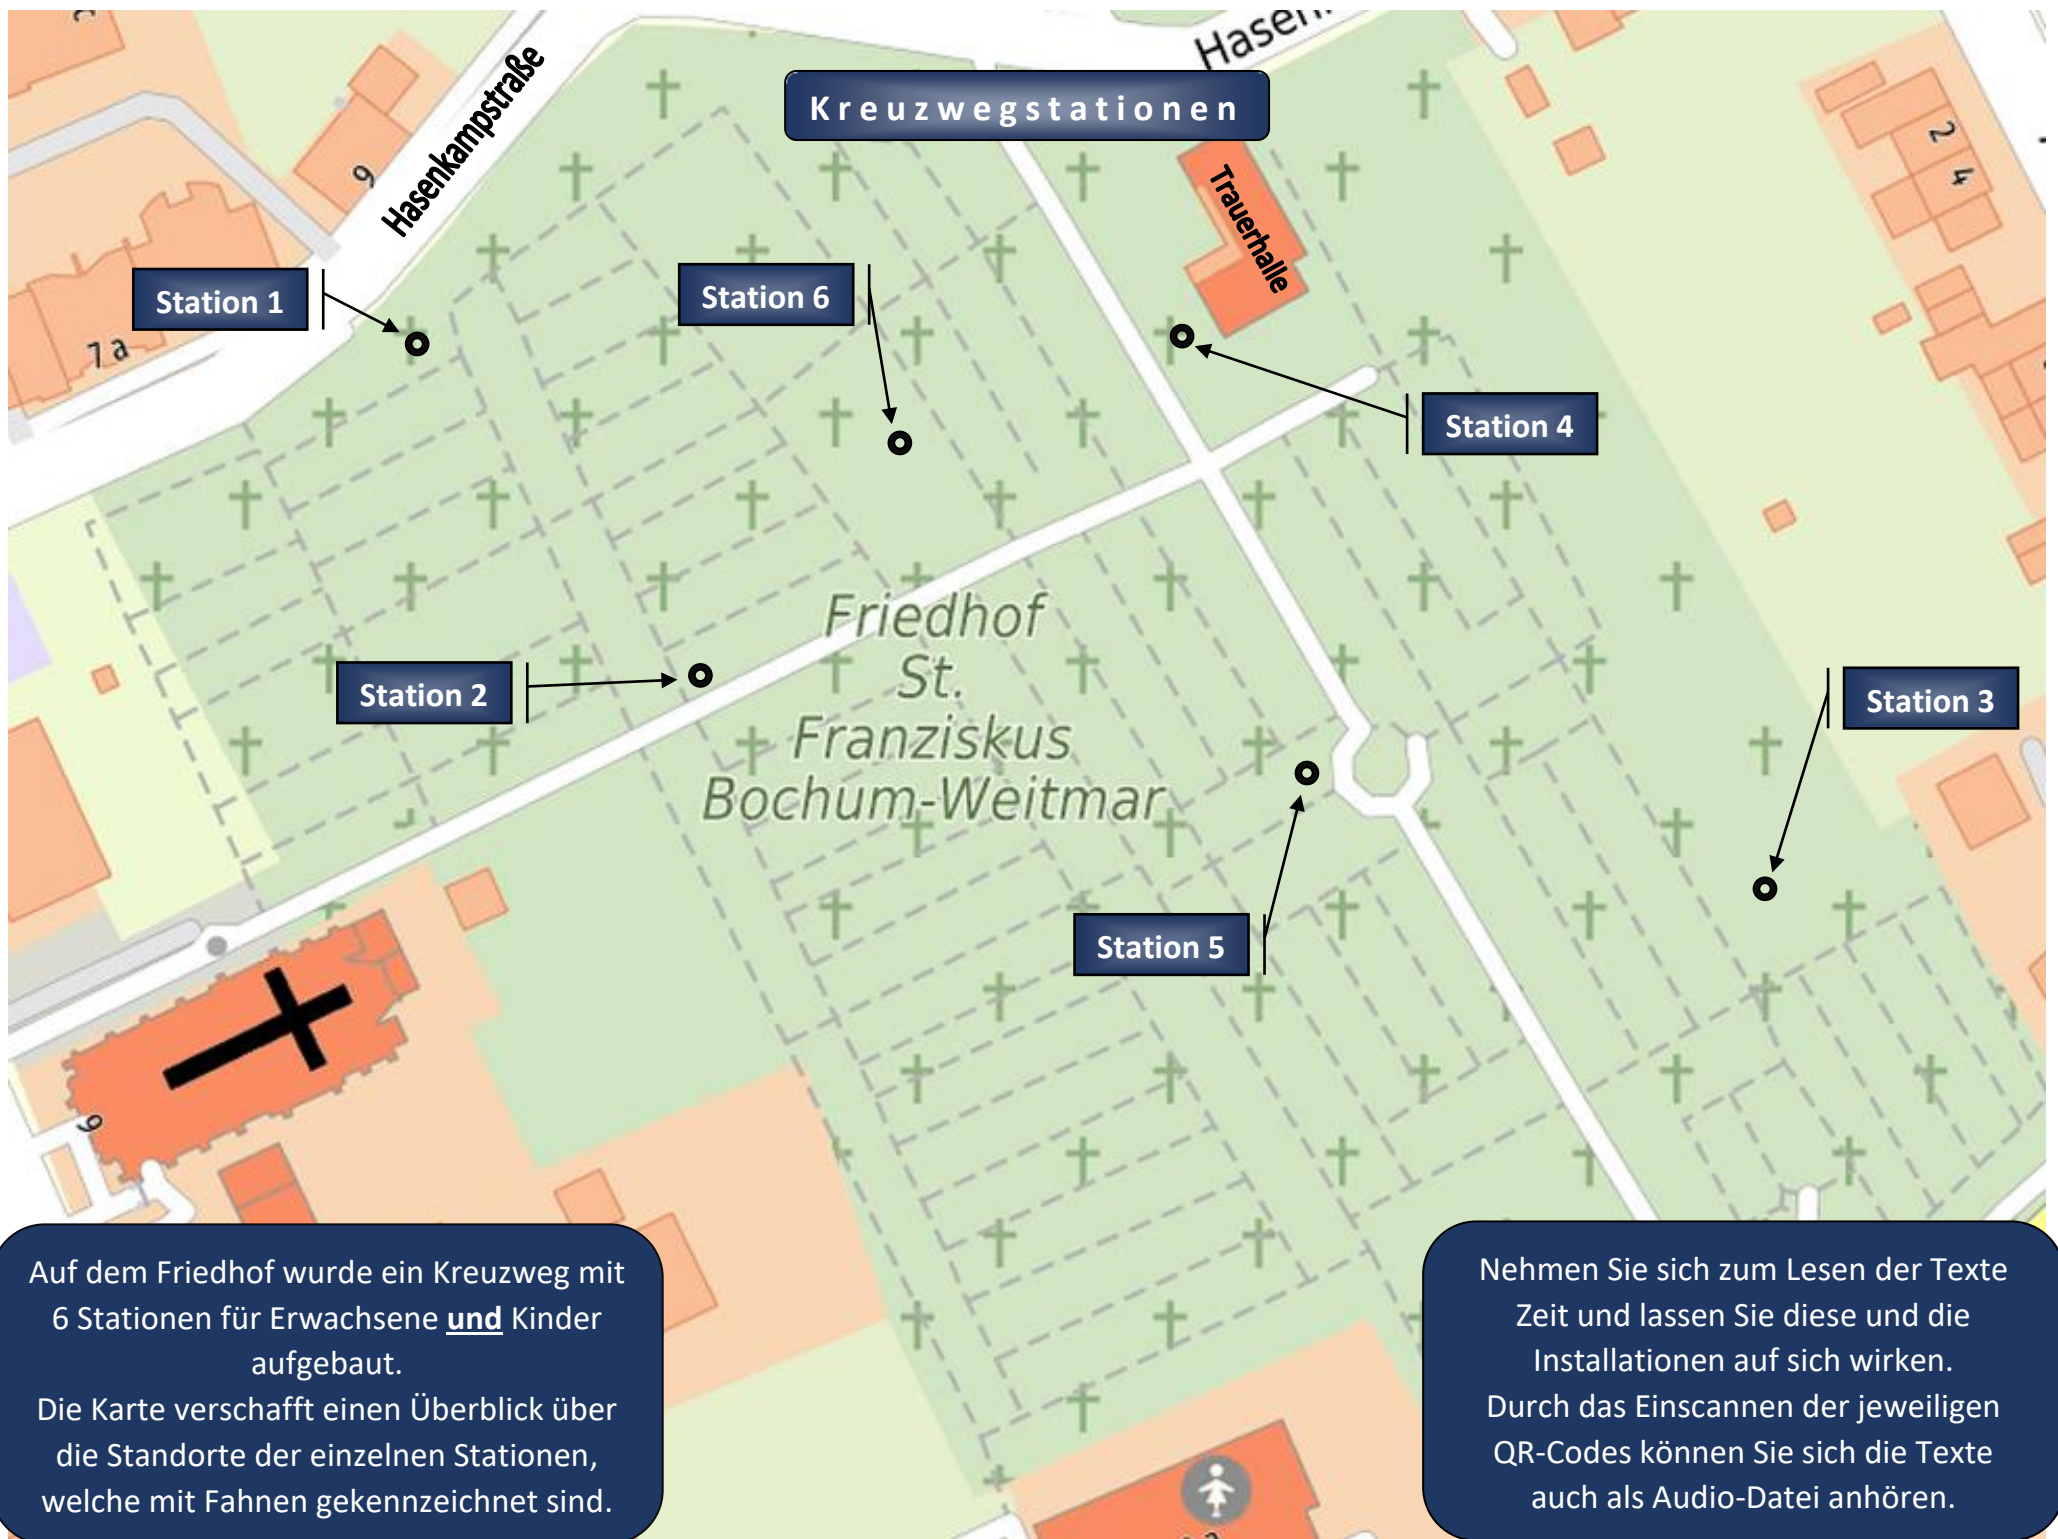 Hasenkampstraße
Kreuzwegstationen
9
Trauerhalle
2
4
Station 1
Station 6
7 a
Station 4
Friedhof
St.
Franziskus
Bochum-Weitmar
Station 2
Station 3
Station 5
9
Auf dem Friedhof wurde ein Kreuzweg mit
6 Stationen für Erwachsene und Kinder
aufgebaut.
Die Karte verschafft einen Überblick über
die Standorte der einzelnen Stationen,
welche mit Fahnen gekennzeichnet sind.
Nehmen Sie sich zum Lesen der Texte
Zeit und lassen Sie diese und die
Installationen auf sich wirken.
Durch das Einscannen der jeweiligen
QR-Codes können Sie sich die Texte
auch als Audio-Datei anhören.